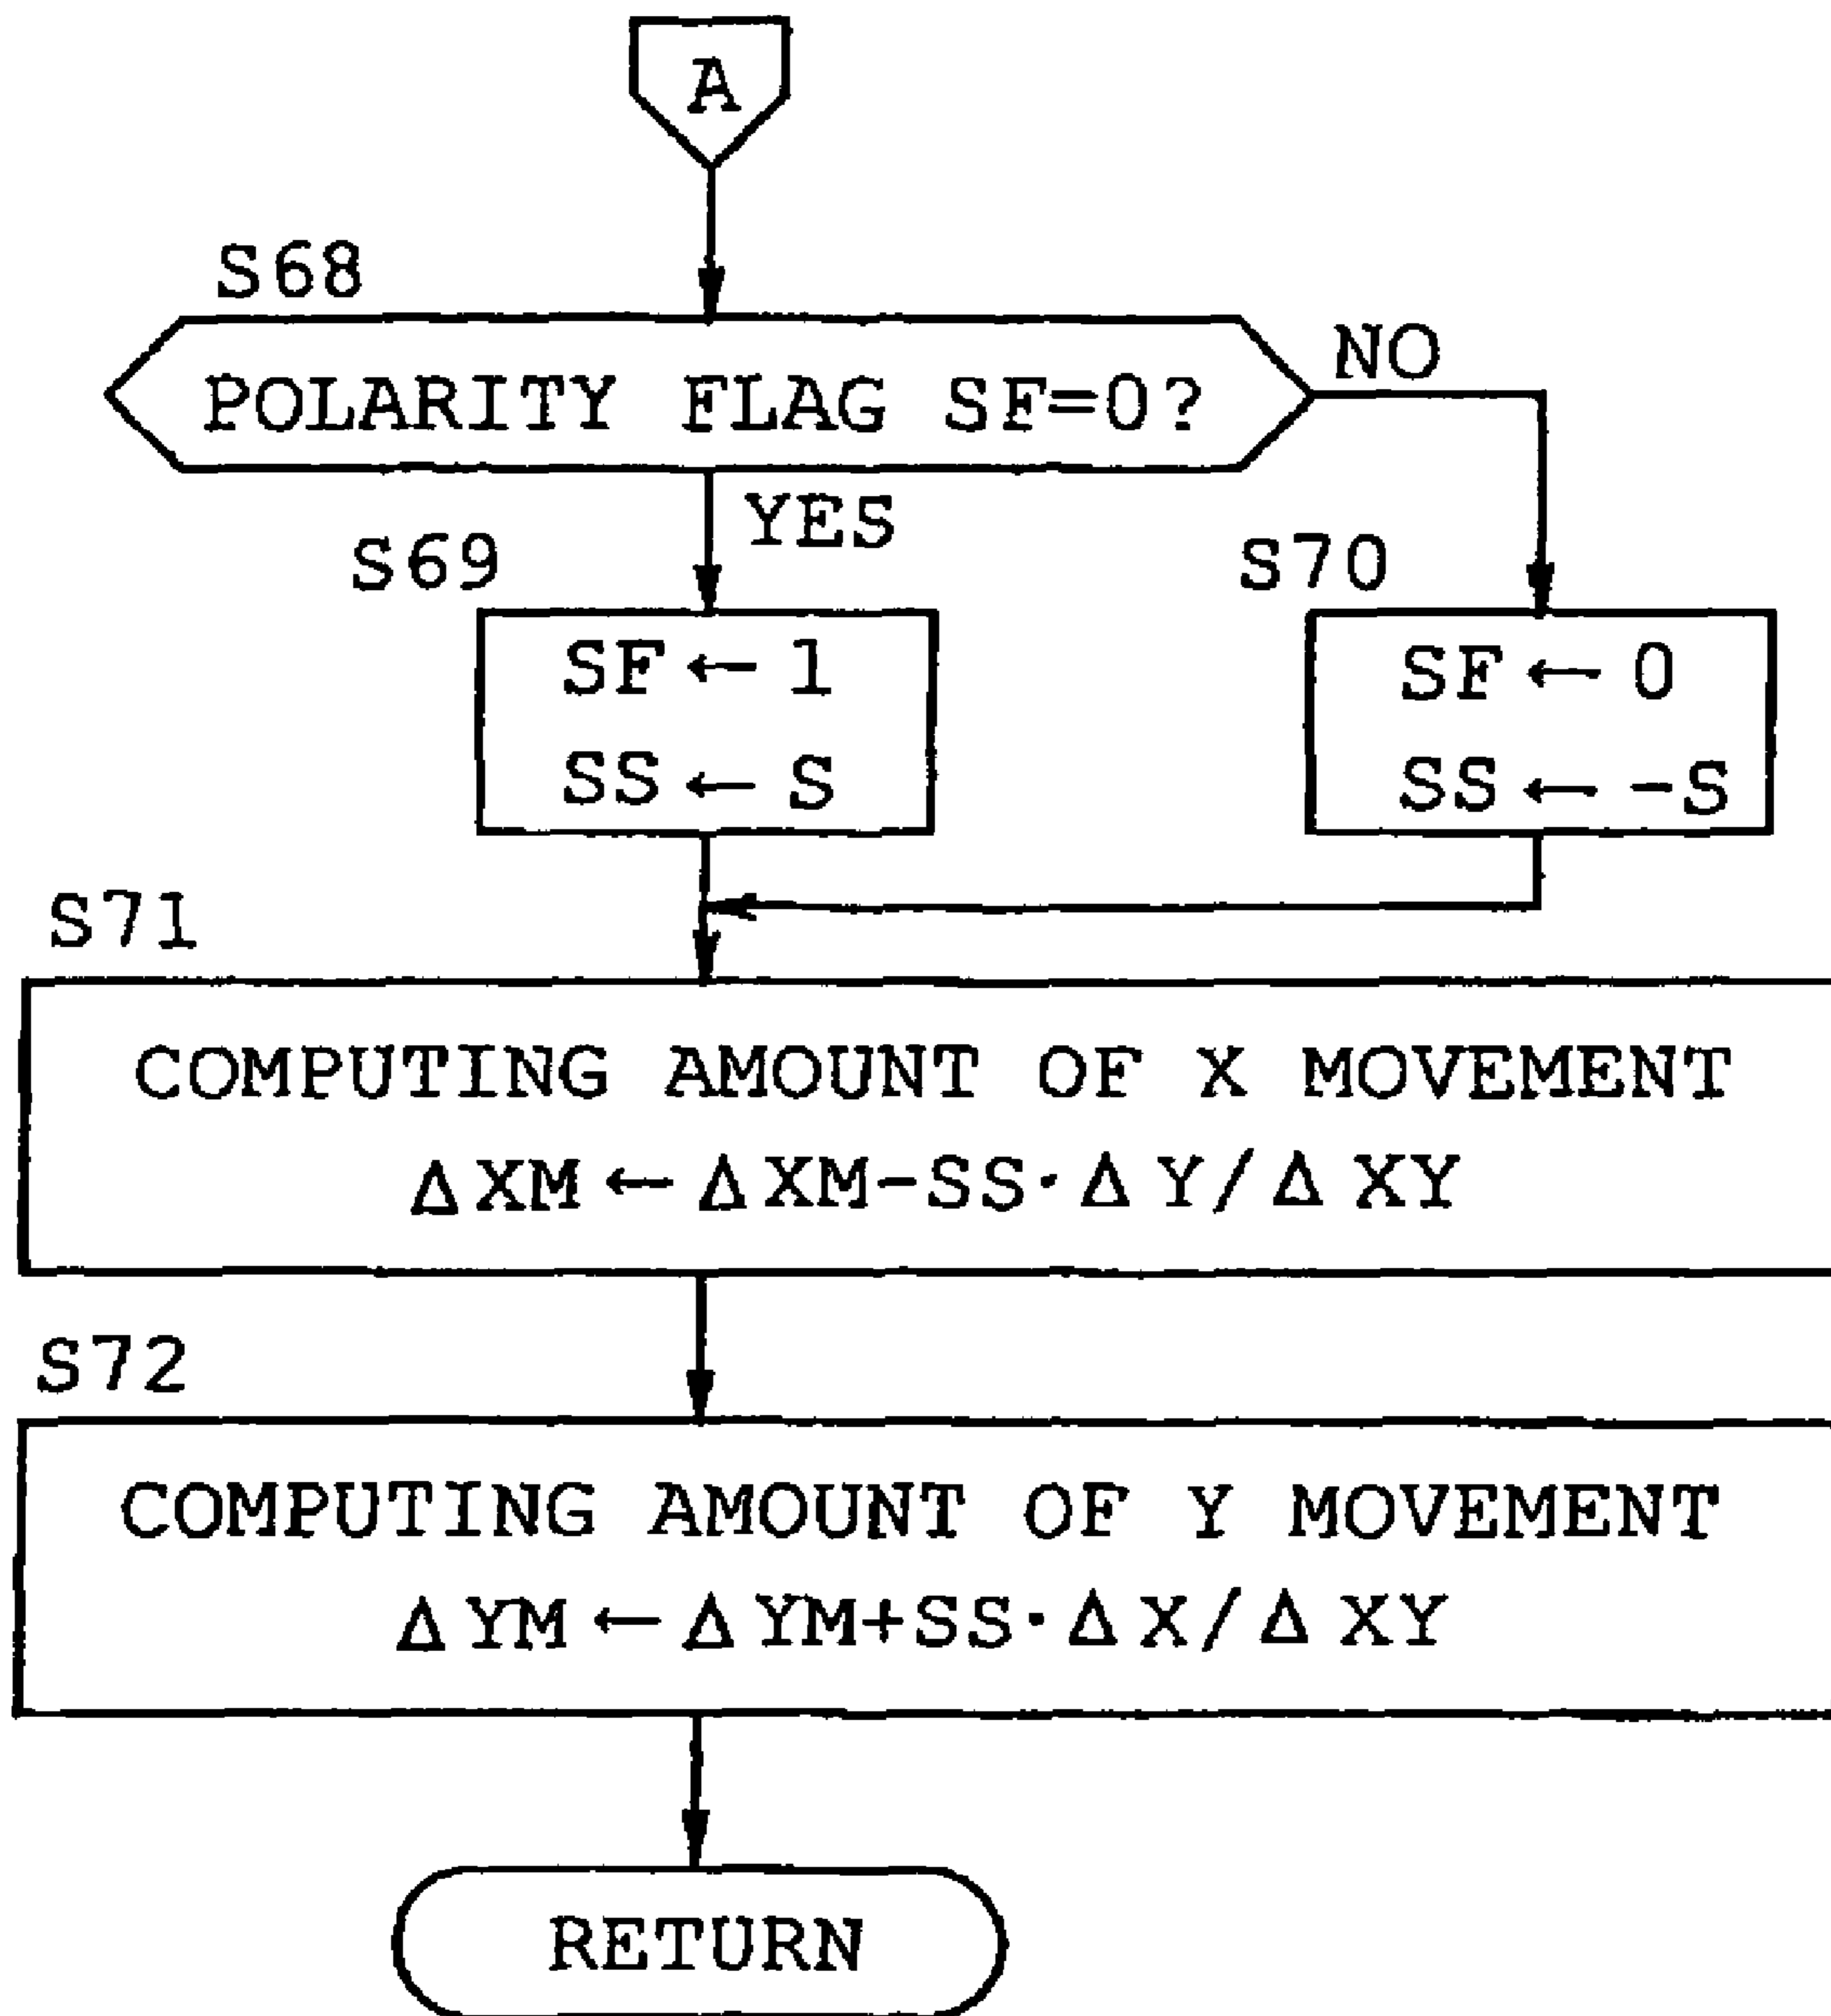 A
S68
POLARITY FLAG SF=0?
NO
YES
S69
SF ← 1
SS ← S
S70
SF ← 0
SS ← -S
S71
COMPUTING AMOUNT OF X MOVEMENT
ΔXM ← ΔXM-SS·ΔY/ΔXY
S72
COMPUTING AMOUNT OF Y MOVEMENT
ΔYM ← ΔYM+SS·ΔX/ΔXY
RETURN